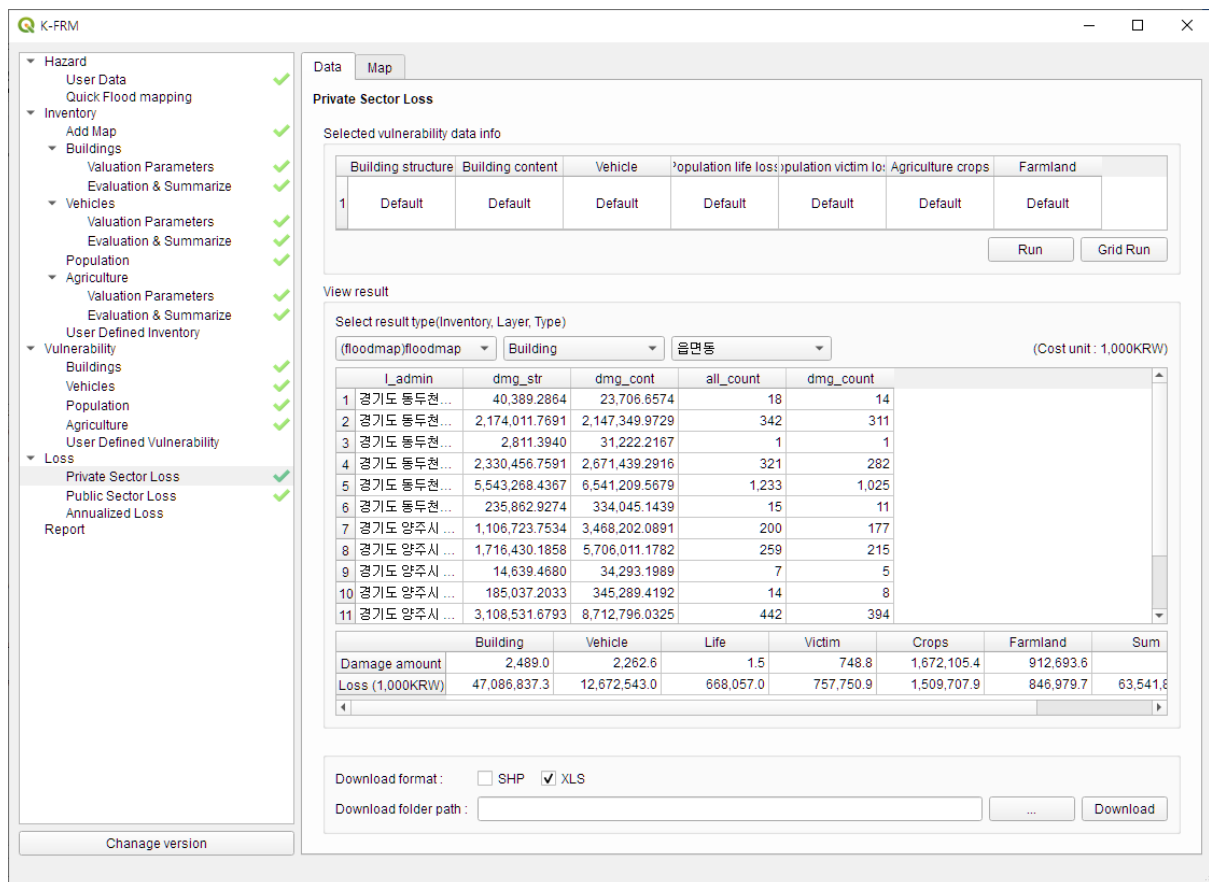 K-FRM
Hazard
User Data
Quick Flood mapping
Inventory
Add Map
Buildings
Valuation Parameters
Evaluation & Summarize
Vehicles
Valuation Parameters
Evaluation & Summarize
Population
Agriculture
Valuation Parameters
Evaluation & Summarize
User Defined Inventory
Vulnerability
Buildings
Vehicles
Population
Agriculture
User Defined Vulnerability
Loss
Private Sector Loss
Public Sector Loss
Annualized Loss
Report
Chanage version
Data Map
Private Sector Loss
Selected vulnerability data info
Building structure Building content Vehicle Population life loss opulation victim lo Agriculture crops Farmland
1 Default Default Default Default Default Default Default
Run Grid Run
View result
Select result type(Inventory, Layer, Type)
(floodmap)floodmap Building 읍면동 (Cost unit : 1,000KRW)
l_admin dmg_str dmg_cont all_count dmg_count
1 경기도 동두천... 40,389.2864 23,706.6574 18 14
2 경기도 동두천... 2,174,011.7691 2,147,349.9729 342 311
3 경기도 동두천... 2,811.3940 31,222.2167 1 1
4 경기도 동두천... 2,330,456.7591 2,671,439.2916 321 282
5 경기도 동두천... 5,543,268.4367 6,541,209.5679 1,233 1,025
6 경기도 동두천... 235,862.9274 334,045.1439 15 11
7 경기도 양주시 ... 1,106,723.7534 3,468,202.0891 200 177
8 경기도 양주시 ... 1,716,430.1858 5,706,011.1782 259 215
9 경기도 양주시 ... 14,639.4680 34,293.1989 7 5
10 경기도 양주시 ... 185,037.2033 345,289.4192 14 8
11 경기도 양주시 ... 3,108,531.6793 8,712,796.0325 442 394
Building Vehicle Life Victim Crops Farmland Sum
Damage amount 2,489.0 2,262.6 1.5 748.8 1,672,105.4 912,693.6
Loss (1,000KRW) 47,086,837.3 12,672,543.0 668,057.0 757,750.9 1,509,707.9 846,979.7 63,541,8
Download format : SHP XLS
Download folder path : ... Download